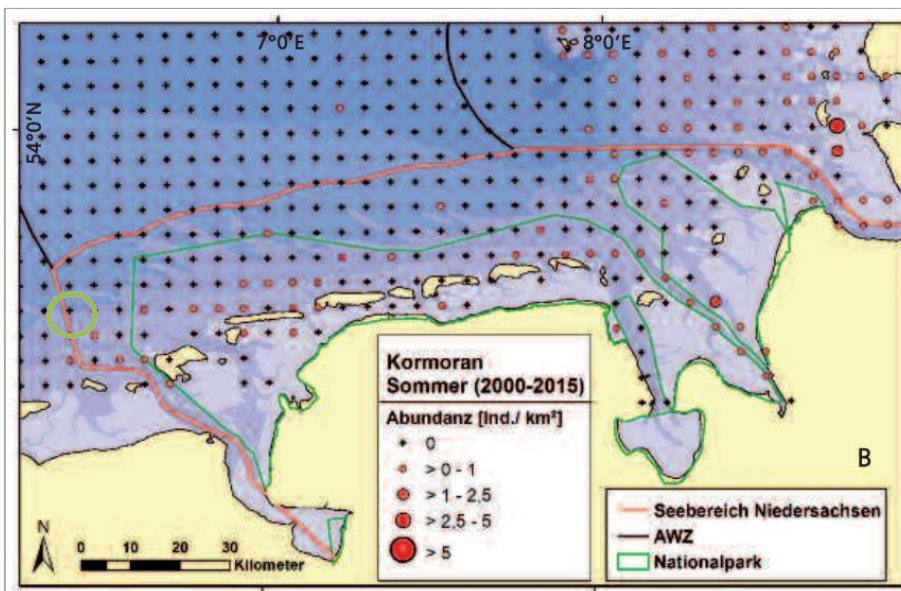 7°0'E
8°0'E
54°0'N
Kormoran
Sommer (2000-2015)
Abundanz [Ind./ km²]
0
> 0 - 1
> 1 - 2,5
> 2,5 - 5
> 5
B
Seebereich Niedersachsen
AWZ
Nationalpark
N
0 5 10 20 30
Kilometer